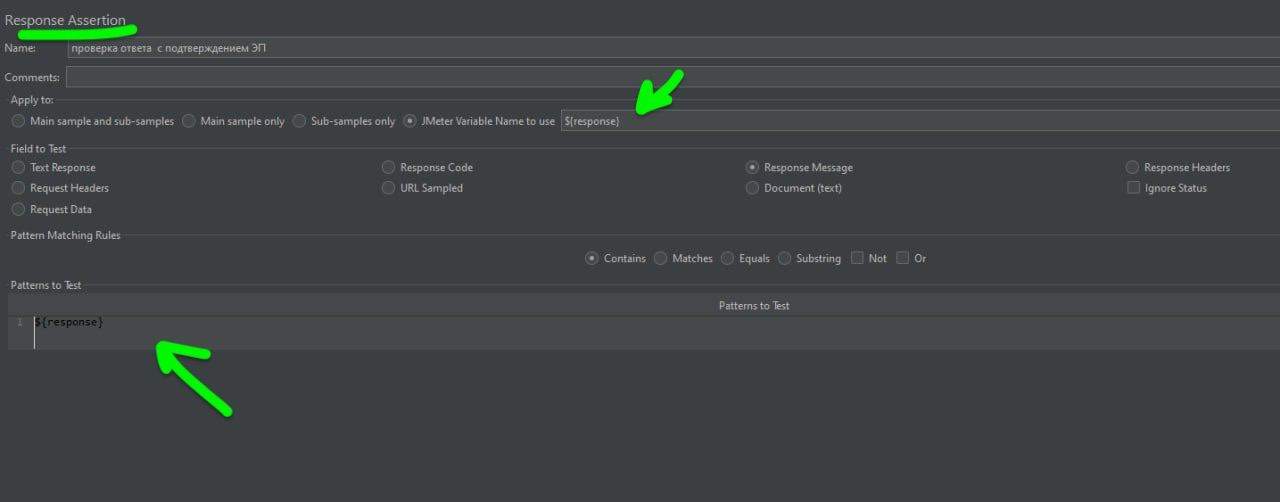 Response Assertion
Name: проверка ответа с подтверждением ЭП
Comments:
Apply to:
Main sample and sub-samples Main sample only Sub-samples only JMeter Variable Name to use ${response}
Field to Test
Text Response Response Code Response Message Response Headers
Request Headers URL Sampled Document (text) Ignore Status
Request Data
Pattern Matching Rules
Contains Matches Equals Substring Not Or
Patterns to Test
Patterns to Test
1 ${response}